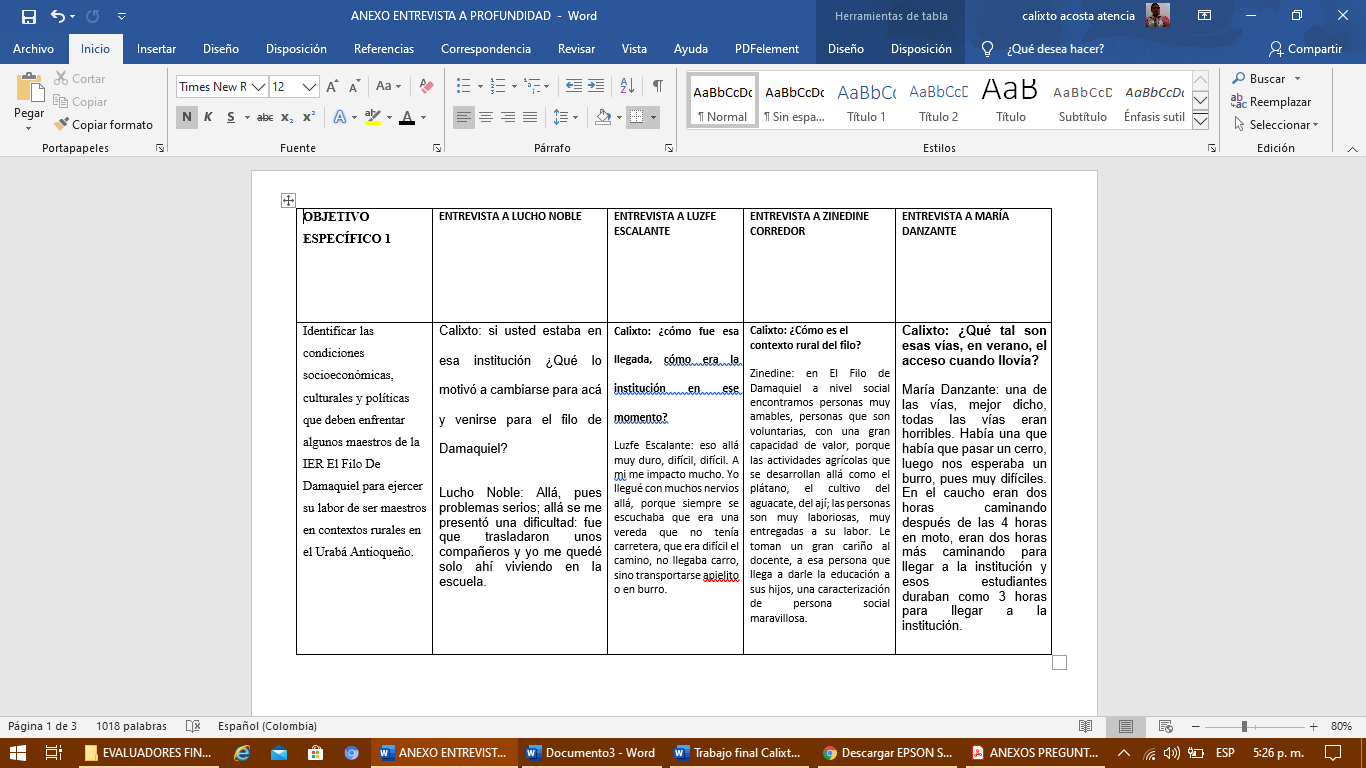 ANEXO ENTREVISTA A PROFUNDIDAD - Word
Herramientas de tabla
calixto acosta atencia
Archivo Inicio Insertar Diseño Disposición Referencias Correspondencia Revisar Vista Ayuda PDFelement Diseño Disposición ¿Qué desea hacer? Compartir
Pegar
Cortar
Copiar
Copiar formato
Portapapeles
Times New R 12
Aa
N K S abc x₂ x²
A A
Fuente
Párrafo
AaBbCcDc
¶ Normal
AaBbCcDc
¶ Sin espa...
AaBbCc
Título 1
AaBbCcD
Título 2
AaB
Título
AaBbCcD
Subtítulo
AaBbCcDc
Énfasis sutil
Estilos
Buscar
Reemplazar
Seleccionar
Edición
OBJETIVO
ESPECÍFICO 1
ENTREVISTA A LUCHO NOBLE
ENTREVISTA A LUZFE
ESCALANTE
ENTREVISTA A ZINEDINE
CORREDOR
ENTREVISTA A MARÍA
DANZANTE
Identificar las
condiciones
socioeconómicas,
culturales y políticas
que deben enfrentar
algunos maestros de la
IER El Filo De
Damaquiel para ejercer
su labor de ser maestros
en contextos rurales en
el Urabá Antioqueño.
Calixto: si usted estaba en
esa institución ¿Qué lo
motivó a cambiarse para acá
y venirse para el filo de
Damaquiel?
Lucho Noble: Allá, pues
problemas serios; allá se me
presentó una dificultad: fue
que trasladaron unos
compañeros y yo me quedé
solo ahí viviendo en la
escuela.
Calixto: ¿cómo fue esa
llegada, cómo era la
institución en ese
momento?
Luzfe Escalante: eso allá
muy duro, difícil, difícil. A
mi me impacto mucho. Yo
llegué con muchos nervios
allá, porque siempre se
escuchaba que era una
vereda que no tenía
carretera, que era difícil el
camino, no llegaba carro,
sino transportarse apielito
o en burro.
Calixto: ¿Cómo es el
contexto rural del filo?
Zinedine: en El Filo de
Damaquiel a nivel social
encontramos personas muy
amables, personas que son
voluntarias, con una gran
capacidad de valor, porque
las actividades agrícolas que
se desarrollan allá como el
plátano, el cultivo del
aguacate, del ají; las personas
son muy laboriosas, muy
entregadas a su labor. Le
toman un gran cariño al
docente, a esa persona que
llega a darle la educación a
sus hijos, una caracterización
de persona social
maravillosa.
Calixto: ¿Qué tal son
esas vías, en verano, el
acceso cuando llovía?
María Danzante: una de
las vías, mejor dicho,
todas las vías eran
horribles. Había una que
había que pasar un cerro,
luego nos esperaba un
burro, pues muy difíciles.
En el caucho eran dos
horas caminando
después de las 4 horas
en moto, eran dos horas
más caminando para
llegar a la institución y
esos estudiantes
duraban como 3 horas
para llegar a la
institución.
Página 1 de 3 1018 palabras Español (Colombia) 80%
EVALUADORES FIN... ANEXO ENTREVIST... Documento3 - Word Trabajo final Calixt... Descargar EPSON S... ANEXOS PREGUNT... ESP 5:26 p. m.